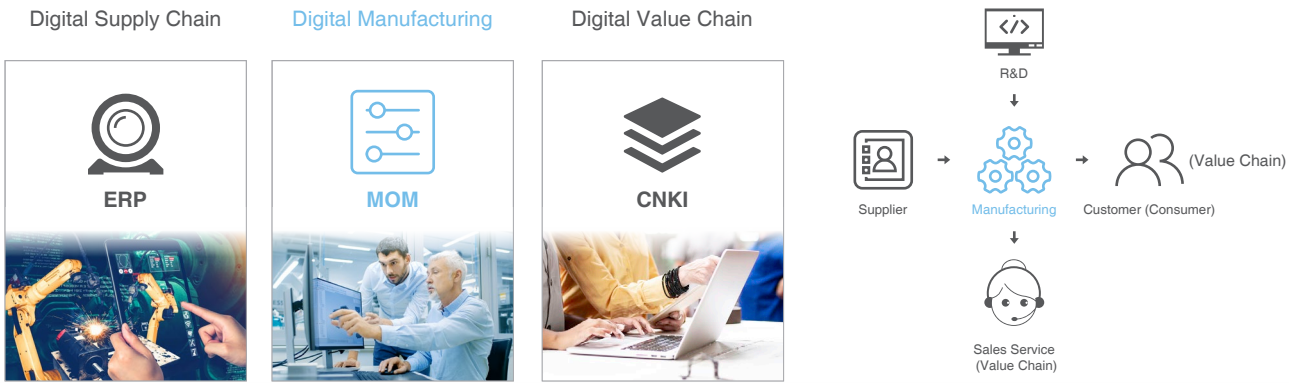 Digital Supply Chain
Digital Manufacturing
Digital Value Chain
ERP
MOM
CNKI
</>
R&D
Supplier
Manufacturing
Customer (Consumer)
(Value Chain)
Sales Service
(Value Chain)